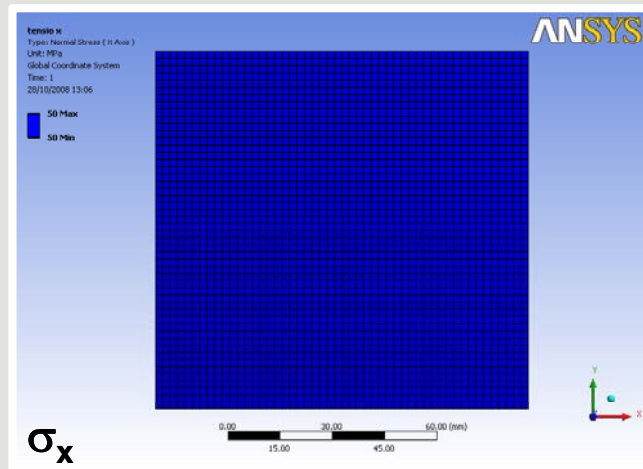 tensio x
Type: Normal Stress ( X Axis )
Unit: MPa
Global Coordinate System
Time: 1
28/10/2008 13:06
50 Max
50 Min
ANSYS
0.00 30.00 60.00 (mm)
15.00 45.00
Y
X
σx